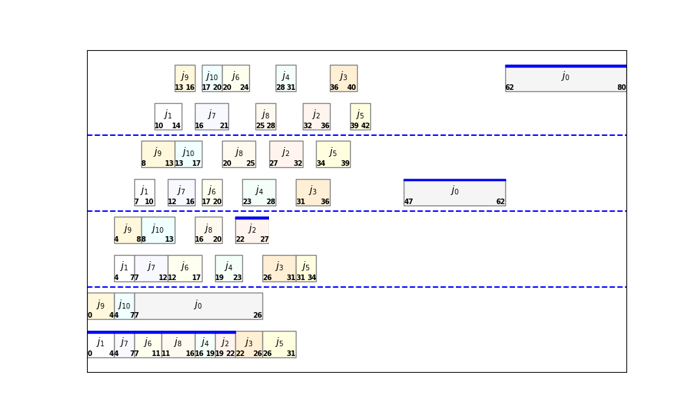 j9 j10 j6 j4 j3 j0
13 16 17 20 20 24 28 31 36 40 62 80
j1 j7 j8 j2 j5
10 14 16 21 25 28 32 36 39 42
j9 j10 j8 j2 j5
8 13 13 17 20 25 27 32 34 39
j1 j7 j6 j4 j3 j0
7 10 12 16 17 20 23 28 31 36 47 62
j9 j10 j8 j2
4 8 8 13 16 20 22 27
j1 j7 j6 j4 j3 j5
4 7 7 12 12 17 19 23 26 31 31 34
j9 j10 j0
0 4 4 7 7 26
j1 j7 j6 j8 j4 j2 j3 j5
0 4 4 7 7 11 11 16 16 19 19 22 22 26 26 31